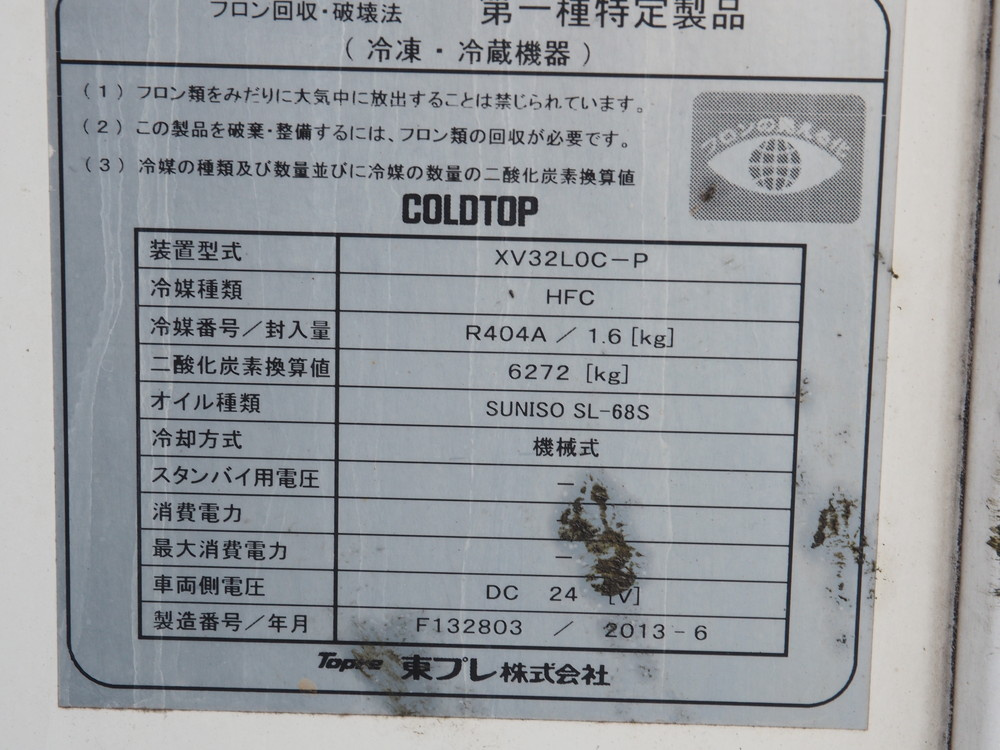 フロン回収・破壊法 第一種特定製品
（ 冷凍・冷蔵機器 ）
（１）フロン類をみだりに大気中に放出することは禁じられています。
（２）この製品を破棄・整備するには、フロン類の回収が必要です。
（３）冷媒の種類及び数量並びに冷媒の数量の二酸化炭素換算値
フロンの見える化
COLDTOP
装置型式 XV32L0C－P
冷媒種類 HFC
冷媒番号／封入量 R404A ／ 1.6 [kg]
二酸化炭素換算値 6272 [kg]
オイル種類 SUNISO SL-68S
冷却方式 機械式
スタンバイ用電圧 －
消費電力 －
最大消費電力 －
車両側電圧 DC 24 [V]
製造番号／年月 F132803 ／ 2013-6
Topre 東プレ株式会社